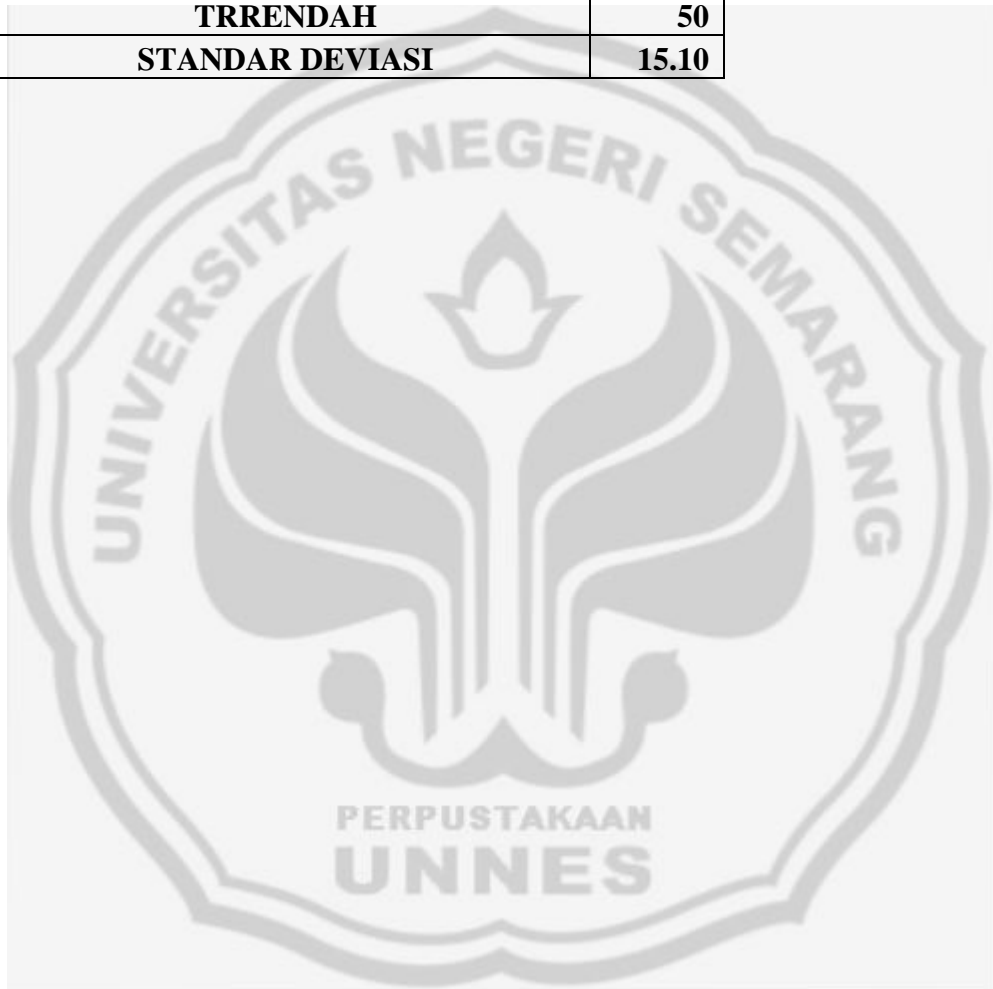 TRRENDAH 50
STANDAR DEVIASI 15.10
UNIVERSITAS NEGERI SEMARANG
PERPUSTAKAAN
UNNES